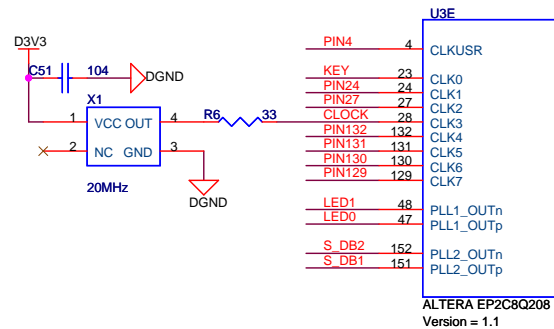 U3E
D3V3
PIN4 4 CLKUSR
C51 104 DGND
KEY 23 CLK0
PIN24 24 CLK1
PIN27 27 CLK2
X1
1 VCC OUT 4 R6 33 CLOCK 28 CLK3
PIN132 132 CLK4
2 NC GND 3 PIN131 131 CLK5
PIN130 130 CLK6
PIN129 129 CLK7
20MHz
DGND
LED1 48 PLL1_OUTn
LED0 47 PLL1_OUTp
S_DB2 152 PLL2_OUTn
S_DB1 151 PLL2_OUTp
ALTERA EP2C8Q208
Version = 1.1